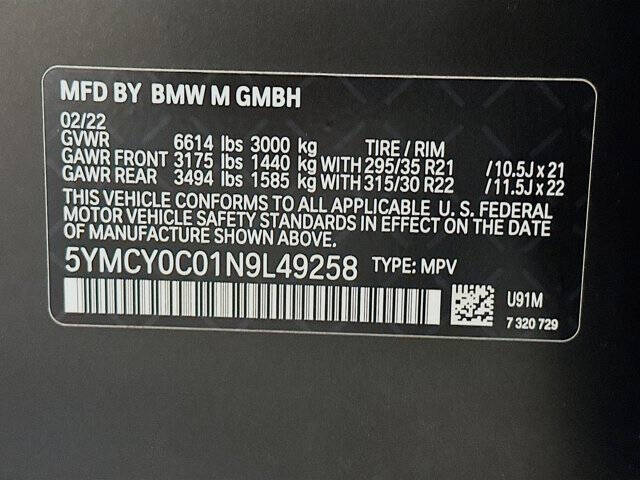 MFD BY BMW M GMBH
02/22
GVWR 6614 lbs 3000 kg TIRE / RIM
GAWR FRONT 3175 lbs 1440 kg WITH 295/35 R21 /10.5J x 21
GAWR REAR 3494 lbs 1585 kg WITH 315/30 R22 /11.5J x 22
THIS VEHICLE CONFORMS TO ALL APPLICABLE U. S. FEDERAL
MOTOR VEHICLE SAFETY STANDARDS IN EFFECT ON THE DATE
OF MANUFACTURE SHOWN ABOVE.
5YMCY0C01N9L49258 TYPE: MPV
U91M
7 320 729